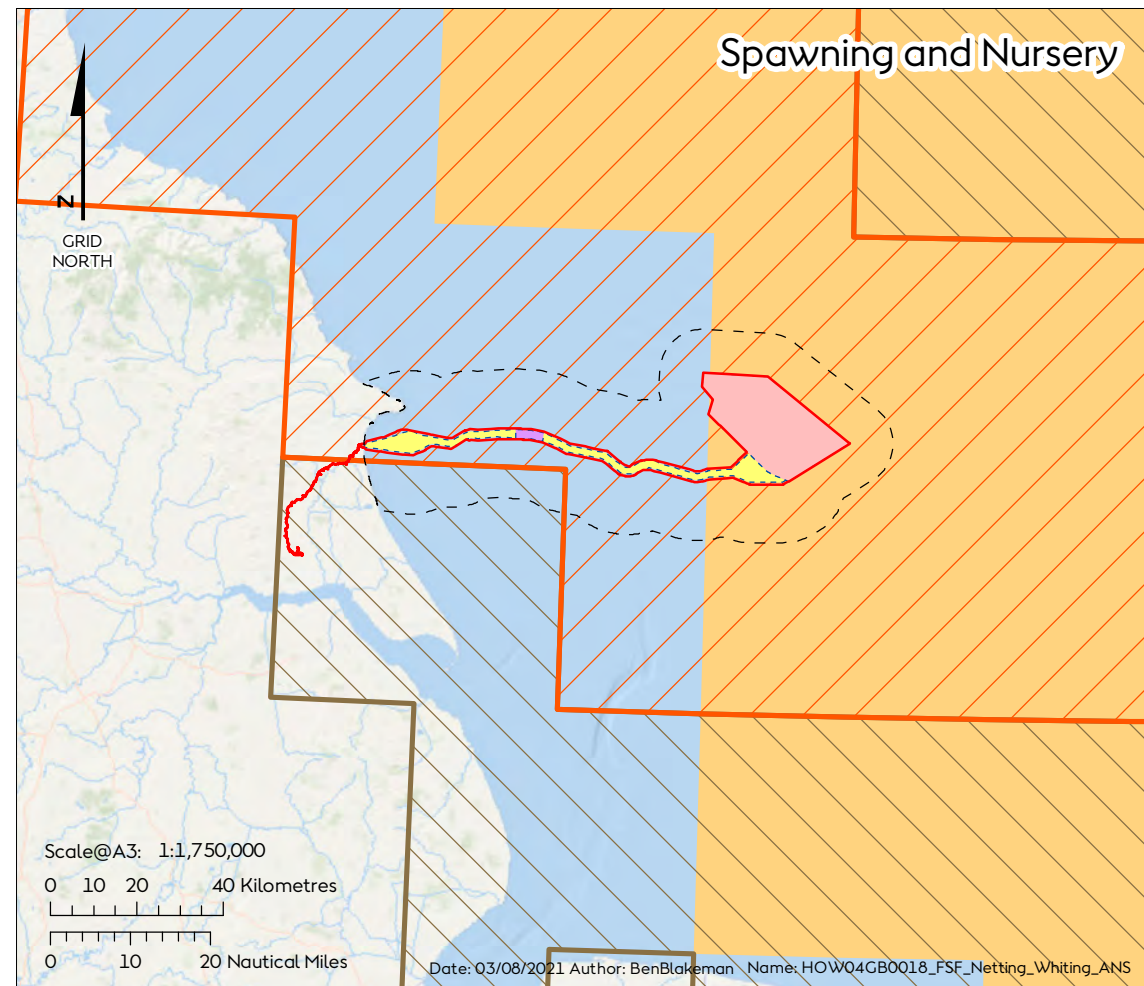 Spawning and Nursery
N
GRID
NORTH
Scale@A3: 1:1,750,000
0 10 20 40 Kilometres
0 10 20 Nautical Miles
Date: 03/08/2021 Author: BenBlakeman Name: HOW04GB0018_FSF_Netting_Whiting_ANS